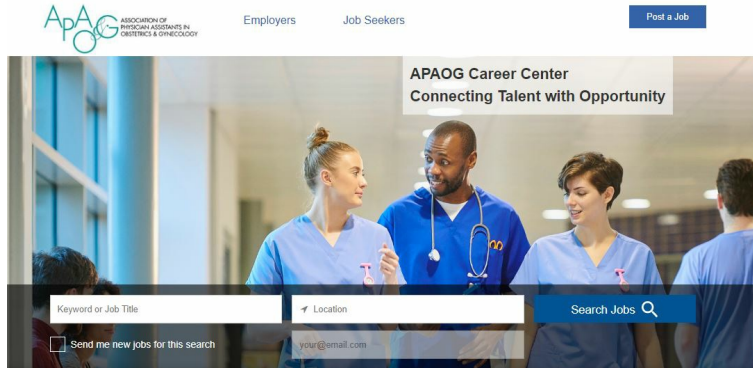 APAOG
ASSOCIATION OF
PHYSICIAN ASSISTANTS IN
OBSTETRICS & GYNECOLOGY
Employers
Job Seekers
Post a Job
APAOG Career Center
Connecting Talent with Opportunity
Keyword or Job Title
Location
Search Jobs
Send me new jobs for this search
your@email.com